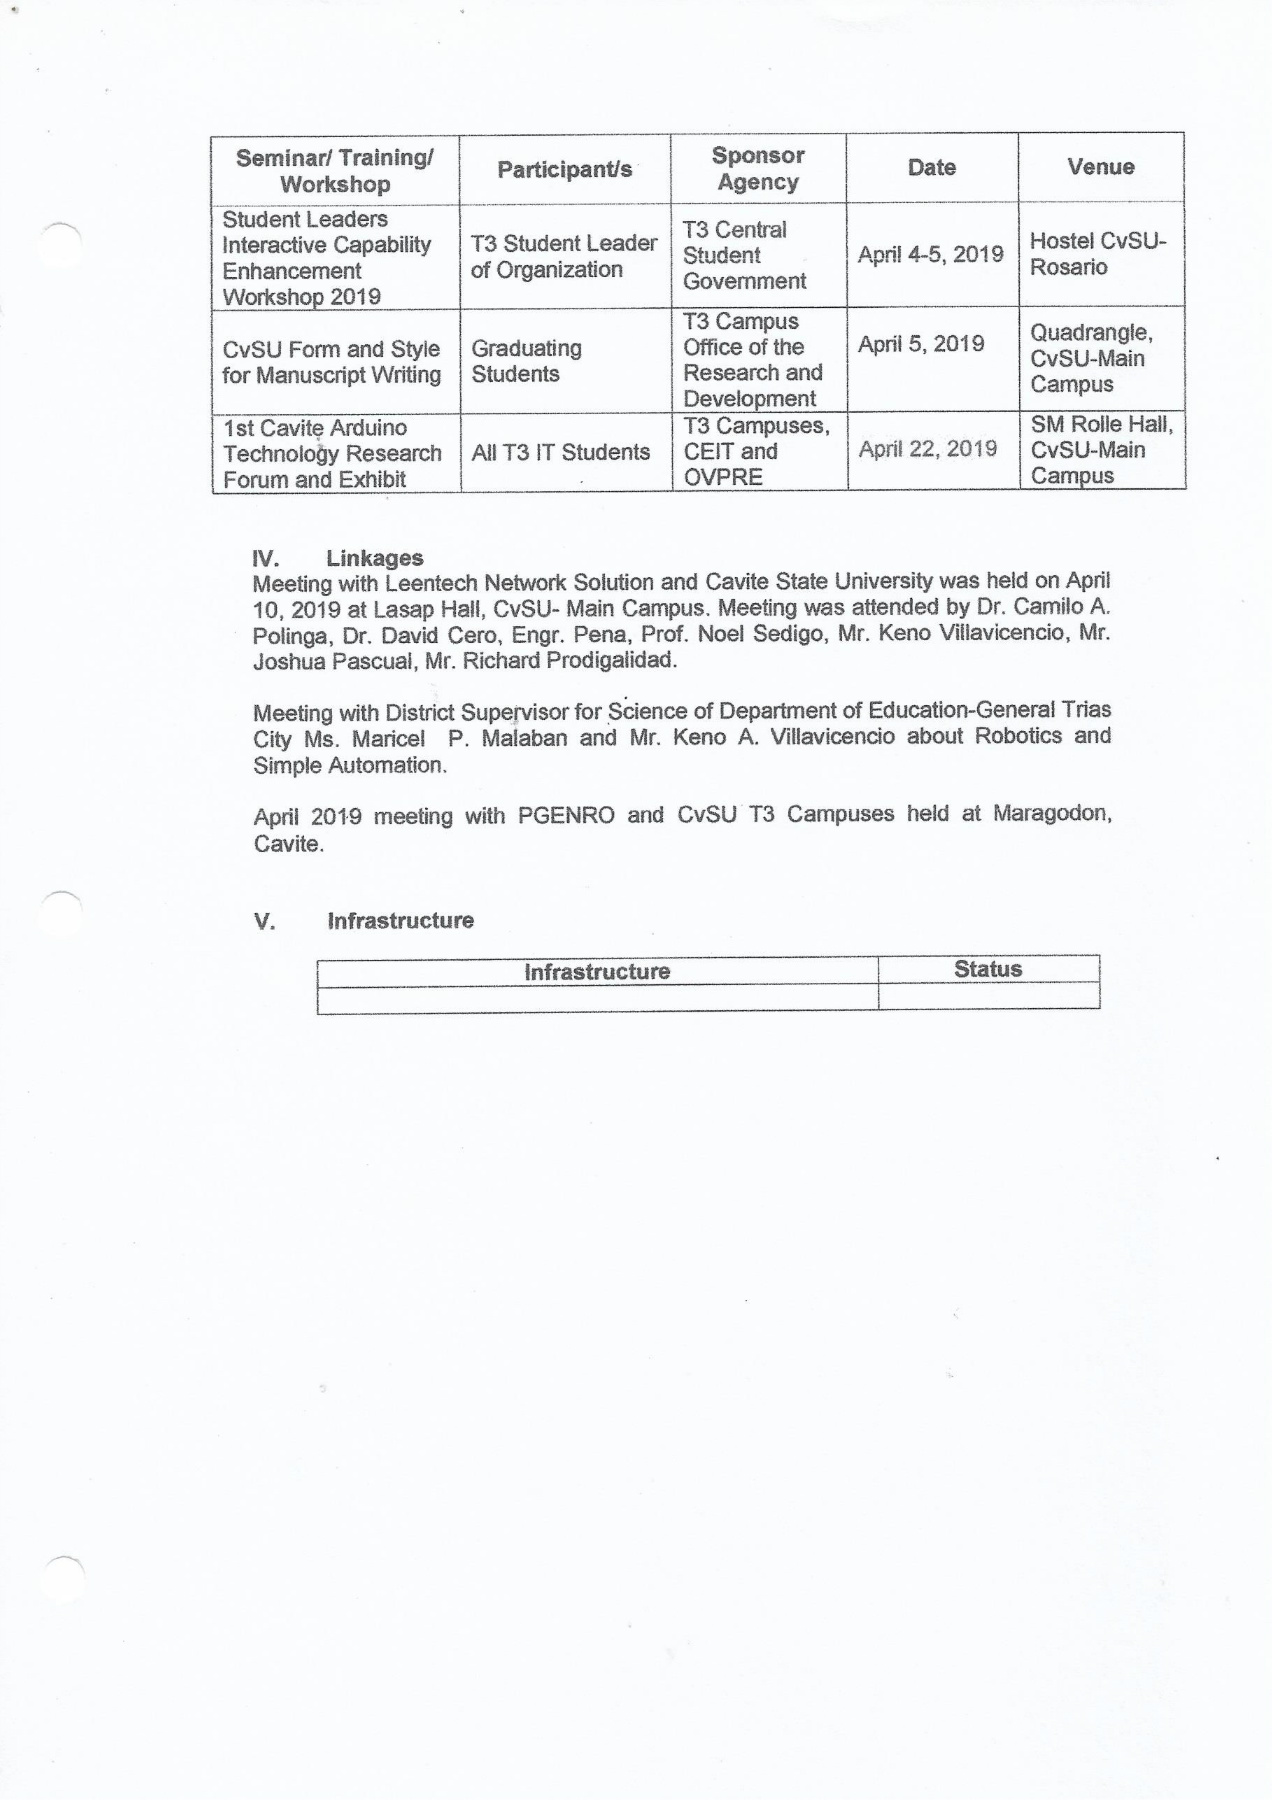 Seminar/ Training/
Workshop
Participant/s
Sponsor
Agency
Date
Venue
Student Leaders
Interactive Capability
Enhancement
Workshop 2019
T3 Student Leader
of Organization
T3 Central
Student
Government
April 4-5, 2019
Hostel CvSU-
Rosario
CvSU Form and Style
for Manuscript Writing
Graduating
Students
T3 Campus
Office of the
Research and
Development
April 5, 2019
Quadrangle,
CvSU-Main
Campus
1st Cavite Arduino
Technology Research
Forum and Exhibit
All T3 IT Students
T3 Campuses,
CEIT and
OVPRE
April 22, 2019
SM Rolle Hall,
CvSU-Main
Campus
IV. Linkages
Meeting with Leentech Network Solution and Cavite State University was held on April
10, 2019 at Lasap Hall, CvSU- Main Campus. Meeting was attended by Dr. Camilo A.
Polinga, Dr. David Cero, Engr. Pena, Prof. Noel Sedigo, Mr. Keno Villavicencio, Mr.
Joshua Pascual, Mr. Richard Prodigalidad.
Meeting with District Supervisor for Science of Department of Education-General Trias
City Ms. Maricel P. Malaban and Mr. Keno A. Villavicencio about Robotics and
Simple Automation.
April 2019 meeting with PGENRO and CvSU T3 Campuses held at Maragodon,
Cavite.
V. Infrastructure
Infrastructure
Status